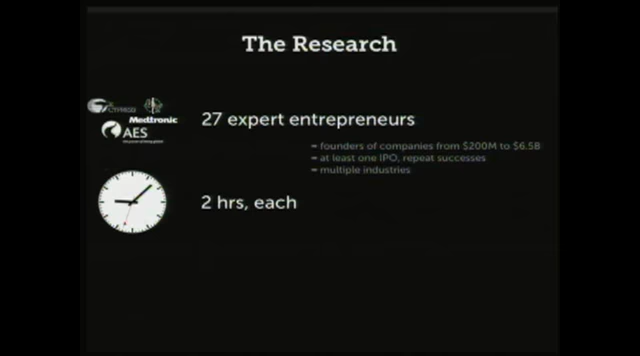 The Research
CYPRESS
Medtronic
AES
27 expert entrepreneurs
= founders of companies from $200M to $6.5B
= at least one IPO, repeat successes
= multiple industries
2 hrs, each